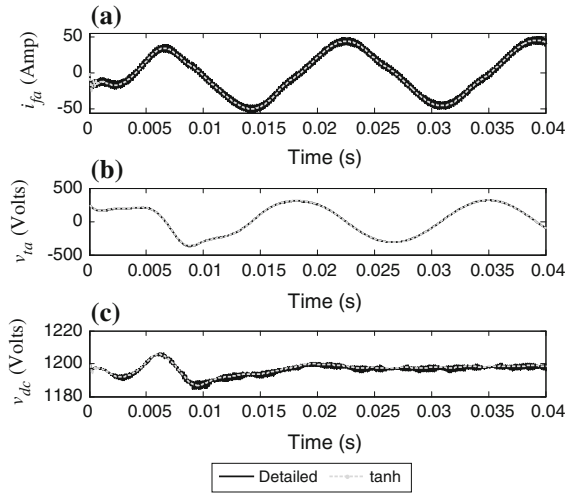 (a)
i_fa (Amp)
50
0
-50
0 0.005 0.01 0.015 0.02 0.025 0.03 0.035 0.04
Time (s)
(b)
v_ta (Volts)
500
0
-500
0 0.005 0.01 0.015 0.02 0.025 0.03 0.035 0.04
Time (s)
(c)
v_dc (Volts)
1220
1200
1180
0 0.005 0.01 0.015 0.02 0.025 0.03 0.035 0.04
Time (s)
Detailed tanh